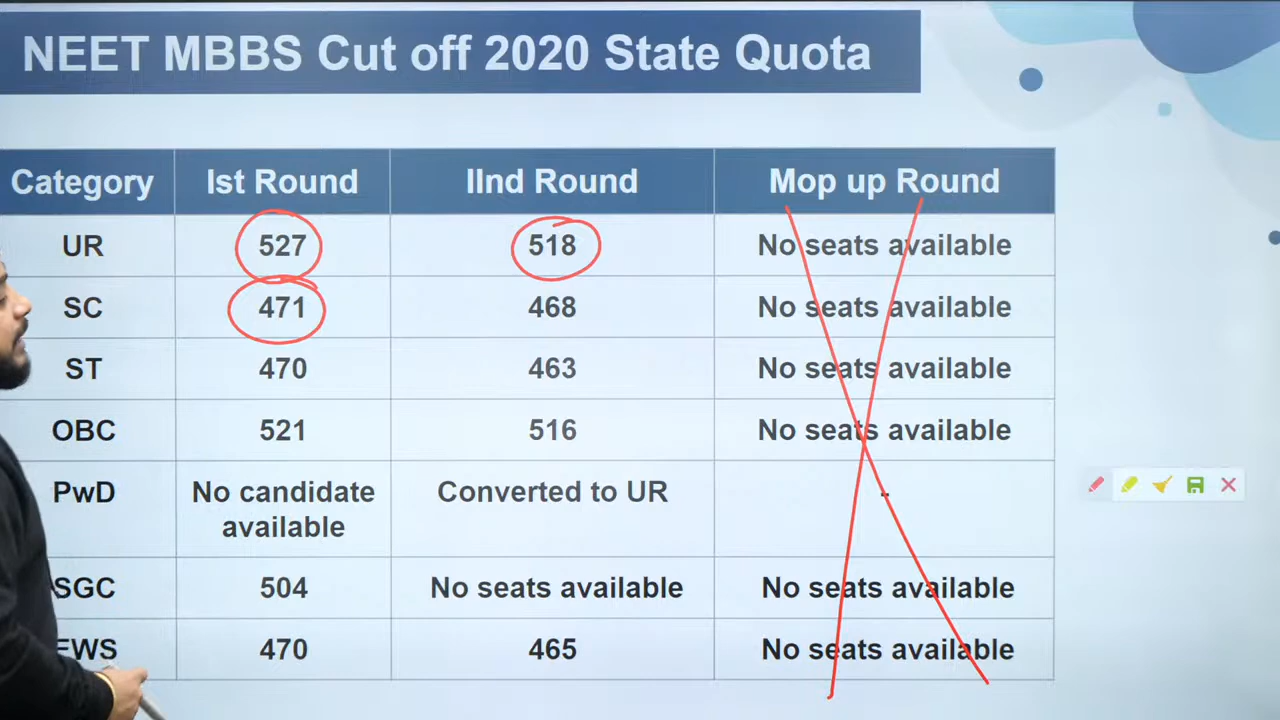 NEET MBBS Cut off 2020 State Quota
Category Ist Round IInd Round Mop up Round
UR 527 518 No seats available
SC 471 468 No seats available
ST 470 463 No seats available
OBC 521 516 No seats available
PwD No candidate available Converted to UR -
SGC 504 No seats available No seats available
EWS 470 465 No seats available